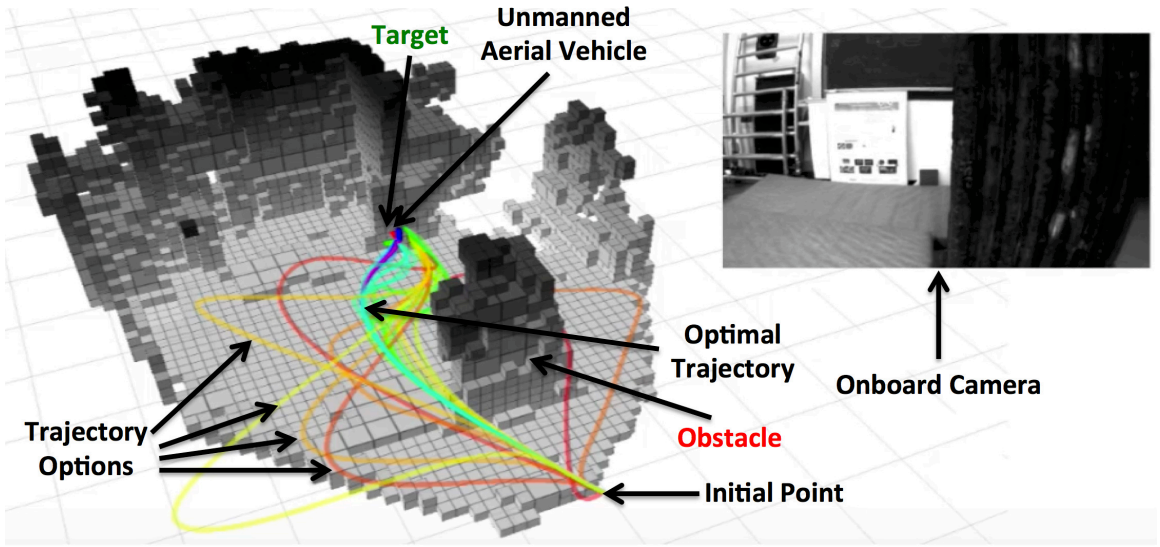 Target
Unmanned
Aerial Vehicle
Optimal
Trajectory
Onboard Camera
Trajectory
Options
Obstacle
Initial Point